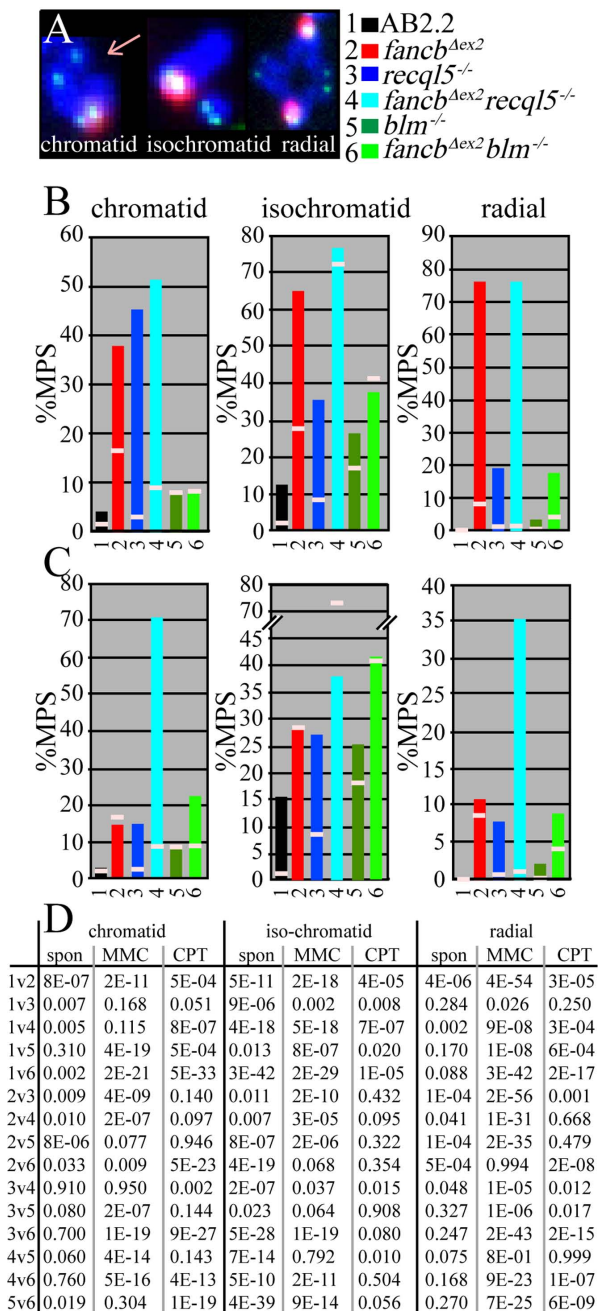 A
chromatid isochromatid radial
1 AB2.2
2 fancb^Δex2
3 recql5^-/-
4 fancb^Δex2 recql5^-/-
5 blm^-/-
6 fancb^Δex2 blm^-/-
B
chromatid isochromatid radial
%MPS
60
50
40
30
20
10
0
1 2 3 4 5 6
%MPS
80
70
60
50
40
30
20
10
0
1 2 3 4 5 6
%MPS
90
80
70
60
50
40
30
20
10
0
1 2 3 4 5 6
C
%MPS
80
70
60
50
40
30
20
10
0
1 2 3 4 5 6
%MPS
80
70
45
40
35
30
25
20
15
10
5
0
1 2 3 4 5 6
%MPS
40
35
30
25
20
15
10
5
0
1 2 3 4 5 6
D
chromatid iso-chromatid radial
spon MMC CPT spon MMC CPT spon MMC CPT
1v2 8E-07 2E-11 5E-04 5E-11 2E-18 4E-05 4E-06 4E-54 3E-05
1v3 0.007 0.168 0.051 9E-06 0.002 0.008 0.284 0.026 0.250
1v4 0.005 0.115 8E-07 4E-18 5E-18 7E-07 0.002 9E-08 3E-04
1v5 0.310 4E-19 5E-04 0.013 8E-07 0.020 0.170 1E-08 6E-04
1v6 0.002 2E-21 5E-33 3E-42 2E-29 1E-05 0.088 3E-42 2E-17
2v3 0.009 4E-09 0.140 0.011 2E-10 0.432 1E-04 2E-56 0.001
2v4 0.010 2E-07 0.097 0.007 3E-05 0.095 0.041 1E-31 0.668
2v5 8E-06 0.077 0.946 8E-07 2E-06 0.322 1E-04 2E-35 0.479
2v6 0.033 0.009 5E-23 4E-19 0.068 0.354 5E-04 0.994 2E-08
3v4 0.910 0.950 0.002 2E-07 0.037 0.015 0.048 1E-05 0.012
3v5 0.080 2E-07 0.144 0.023 0.064 0.908 0.327 1E-06 0.017
3v6 0.700 1E-19 9E-27 5E-28 1E-19 0.080 0.247 2E-43 2E-15
4v5 0.060 4E-14 0.143 7E-14 0.792 0.010 0.075 8E-01 0.999
4v6 0.760 5E-16 4E-13 5E-10 2E-11 0.504 0.168 9E-23 1E-07
5v6 0.019 0.304 1E-19 4E-39 9E-14 0.056 0.270 7E-25 6E-09